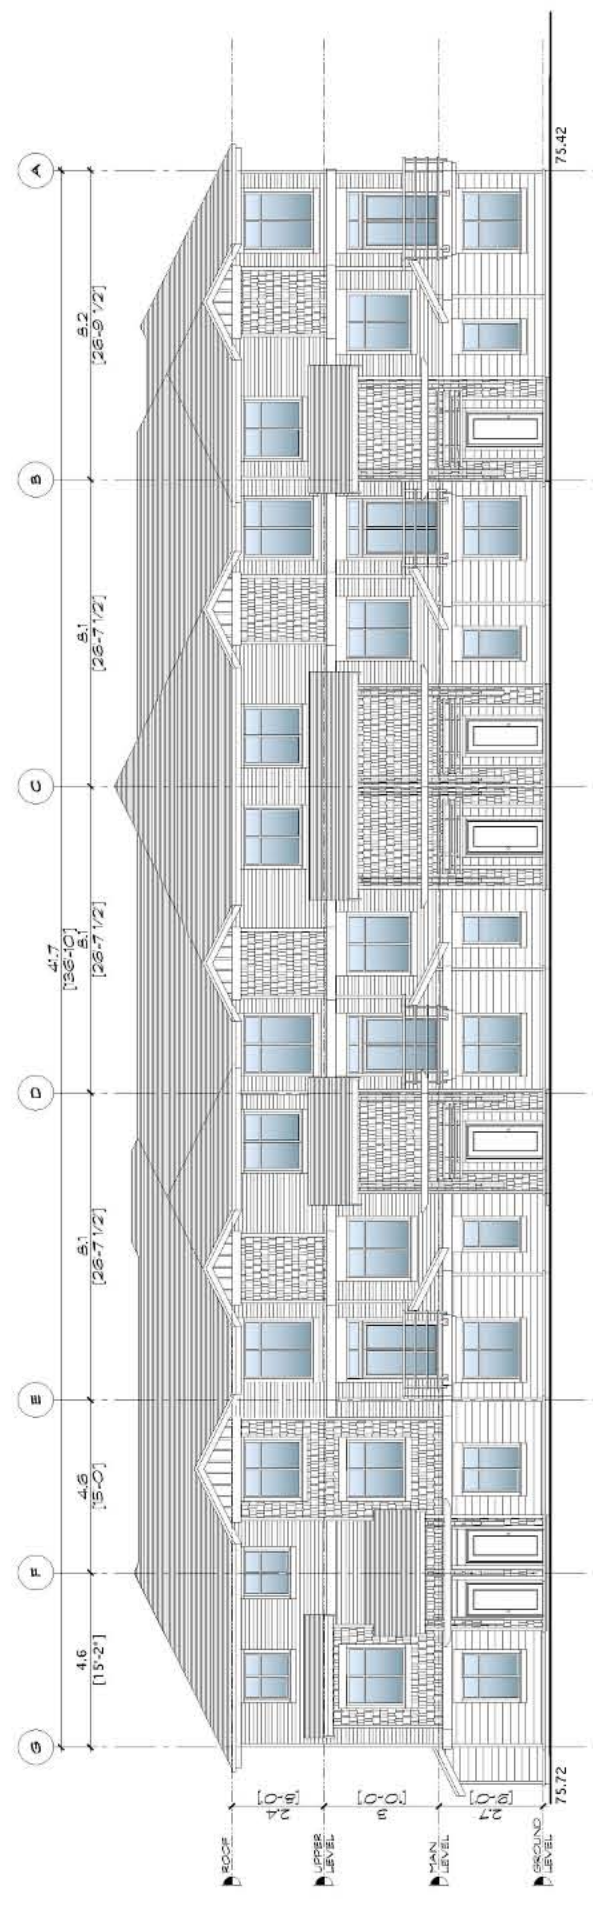 G
F
E
D
C
B
A
41.7
[136'-10]
4.6
[15'-2"]
4.6
[15'-0"]
8.1
[26'-7 1/2"]
8.1
[26'-7 1/2"]
8.1
[26'-7 1/2"]
8.2
[26'-9 1/2"]
ROOF
2.4
[8'-0"]
UPPER
LEVEL
3
MAIN
LEVEL
2.7
[9'-0"]
GROUND
LEVEL
75.72
75.42